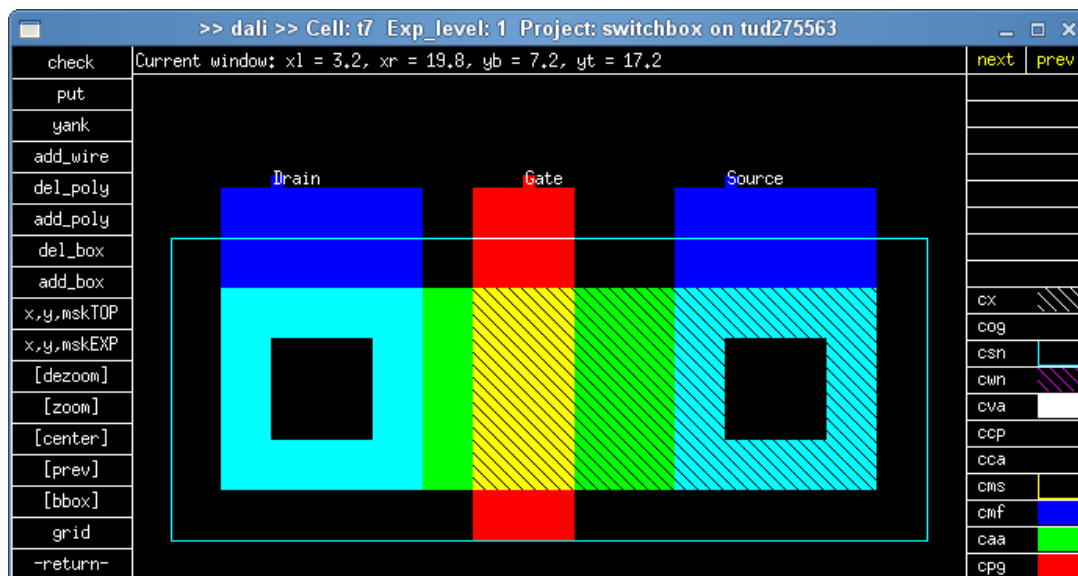 >> dali >> Cell: t7 Exp_level: 1 Project: switchbox on tud275563
check
Current window: xl = 3.2, xr = 19.8, yb = 7.2, yt = 17.2
next
prev
put
yank
add_wire
del_poly
add_poly
del_box
add_box
x,y,mskTOP
x,y,mskEXP
[dezoom]
[zoom]
[center]
[prev]
[bbox]
grid
-return-
Drain
Gate
Source
cx
cog
csn
cwn
cva
ccp
cca
cms
cmf
caa
cpg